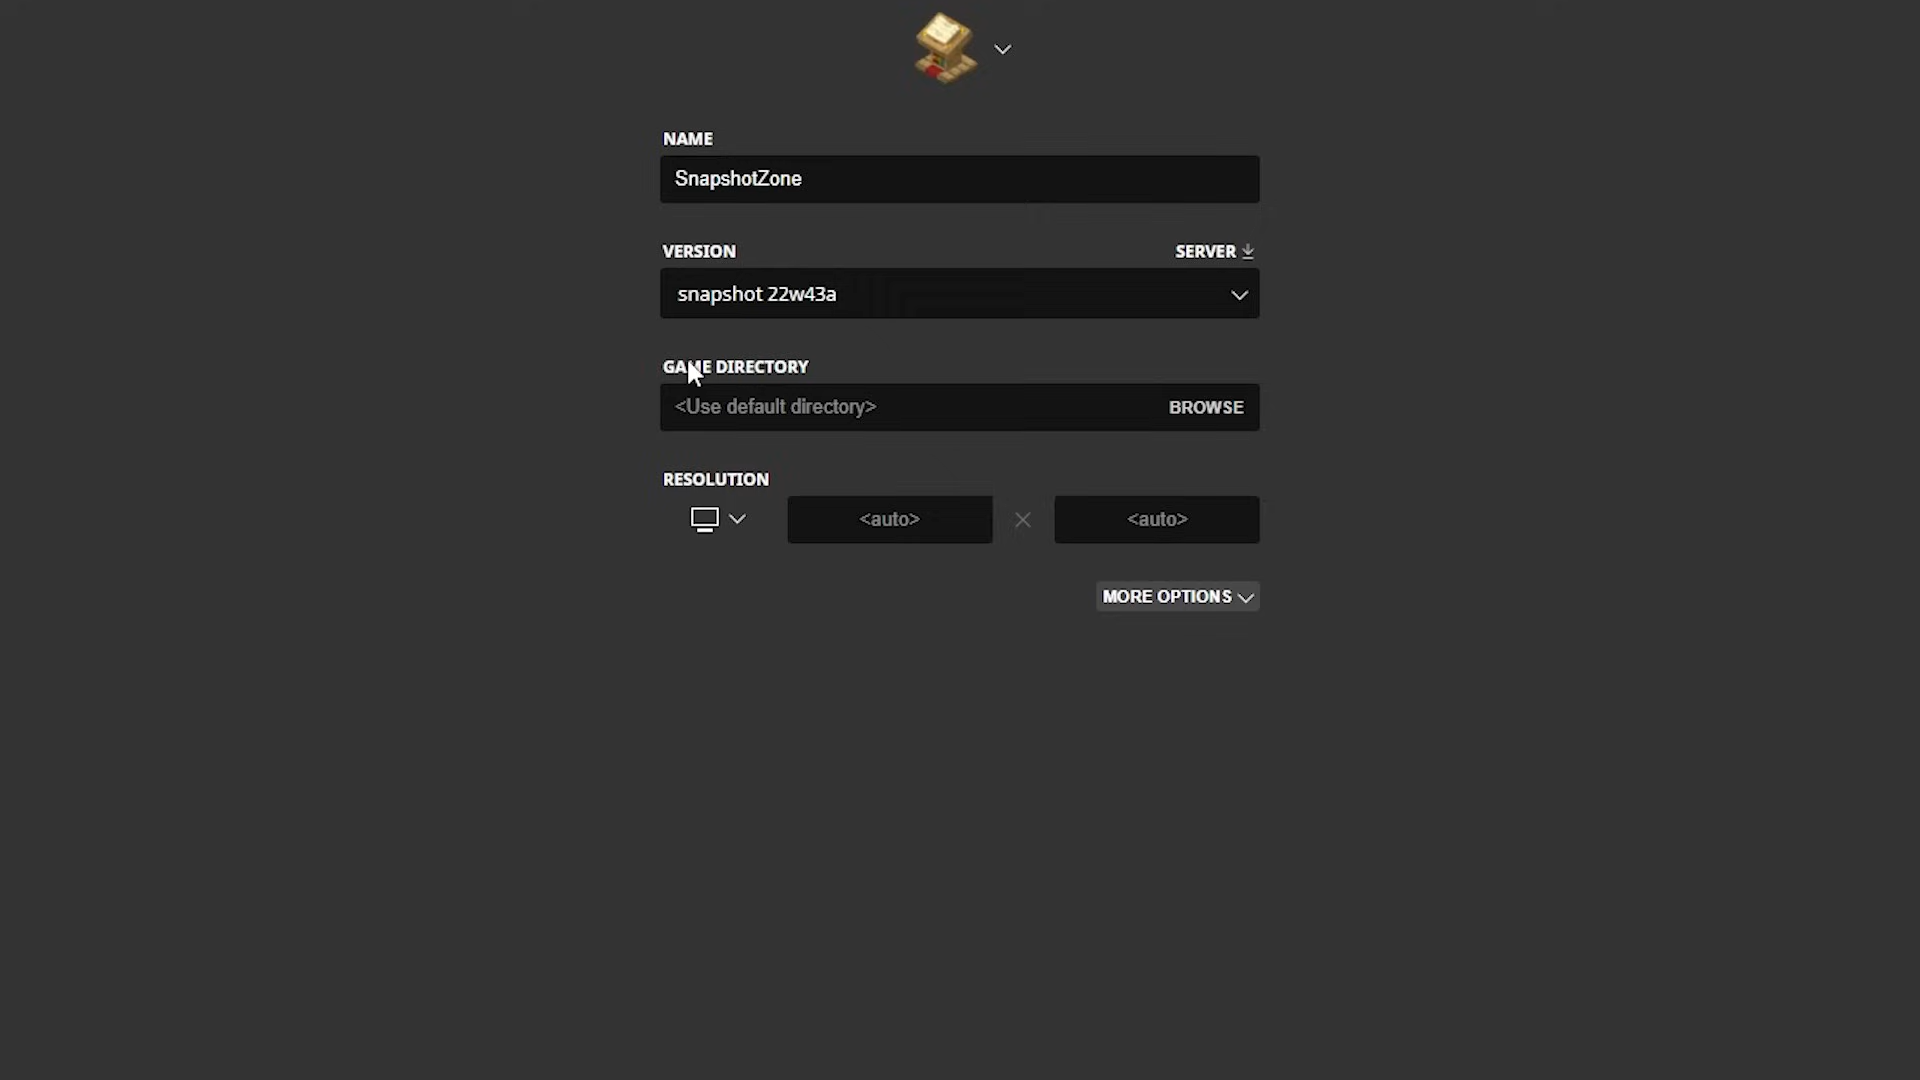 NAME
SnapshotZone
VERSION
SERVER
snapshot 22w43a
GAME DIRECTORY
<Use default directory>
BROWSE
RESOLUTION
<auto>
<auto>
MORE OPTIONS